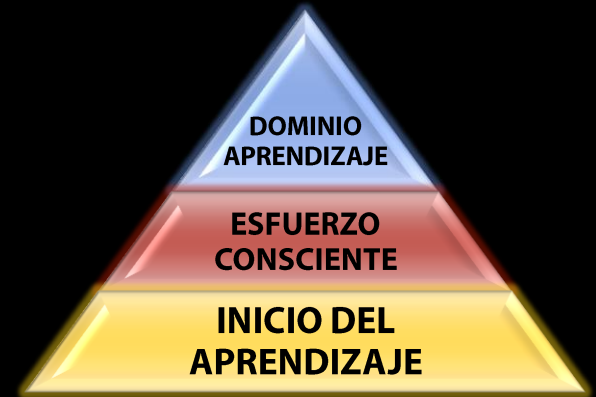 DOMINIO
APRENDIZAJE
ESFUERZO
CONSCIENTE
INICIO DEL
APRENDIZAJE